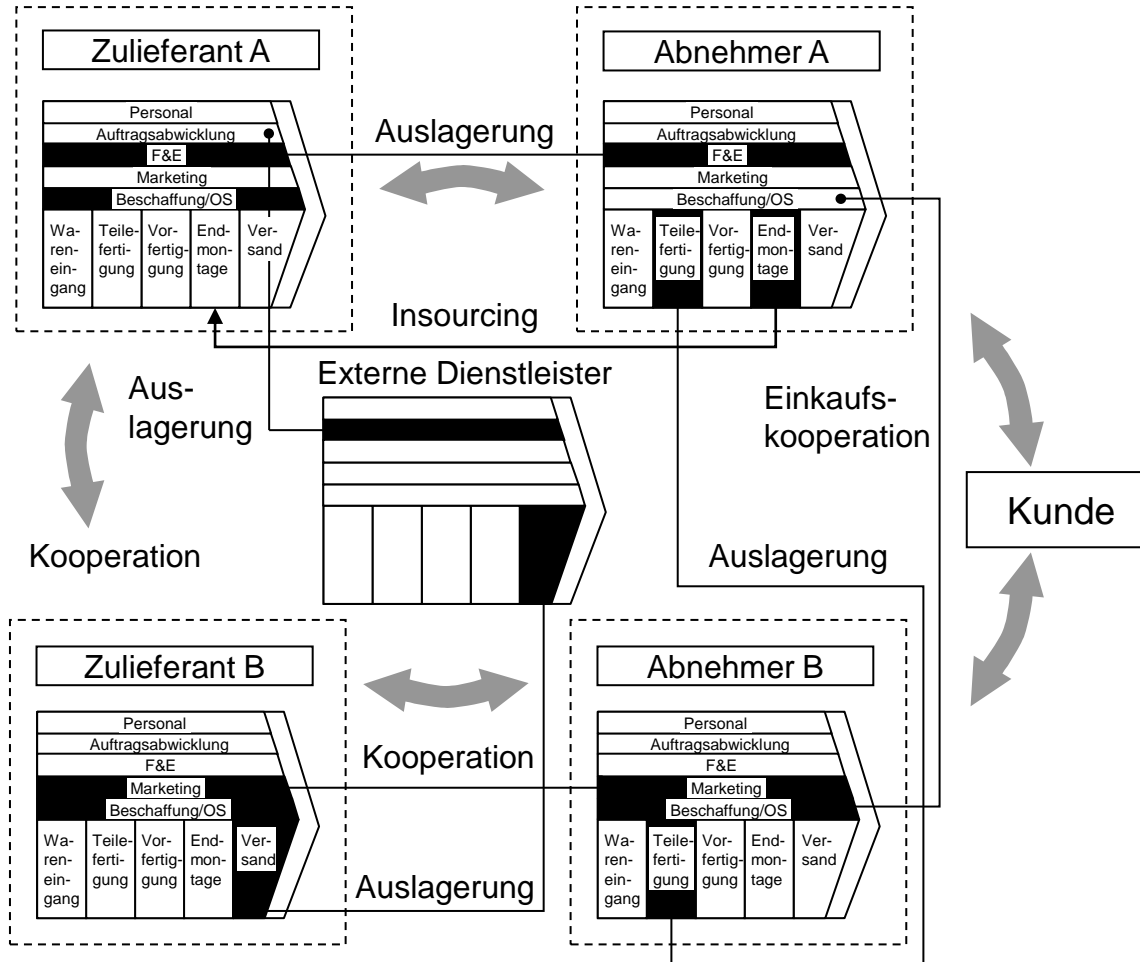 Zulieferant A
Personal
Auftragsabwicklung
F&E
Marketing
Beschaffung/OS
Wa-
ren-
ein-
gang
Teile-
ferti-
gung
Vor-
fertig-
gung
End-
mon-
tage
Ver-
sand
Auslagerung
Abnehmer A
Personal
Auftragsabwicklung
F&E
Marketing
Beschaffung/OS
Wa-
ren-
ein-
gang
Teile-
ferti-
gung
Vor-
fertig-
gung
End-
mon-
tage
Ver-
sand
Insourcing
Externe Dienstleister
Aus-
lagerung
Einkaufs-
kooperation
Kunde
Kooperation
Auslagerung
Zulieferant B
Personal
Auftragsabwicklung
F&E
Marketing
Beschaffung/OS
Wa-
ren-
ein-
gang
Teile-
ferti-
gung
Vor-
fertig-
gung
End-
mon-
tage
Ver-
sand
Kooperation
Auslagerung
Abnehmer B
Personal
Auftragsabwicklung
F&E
Marketing
Beschaffung/OS
Wa-
ren-
ein-
gang
Teile-
ferti-
gung
Vor-
fertig-
gung
End-
mon-
tage
Ver-
sand